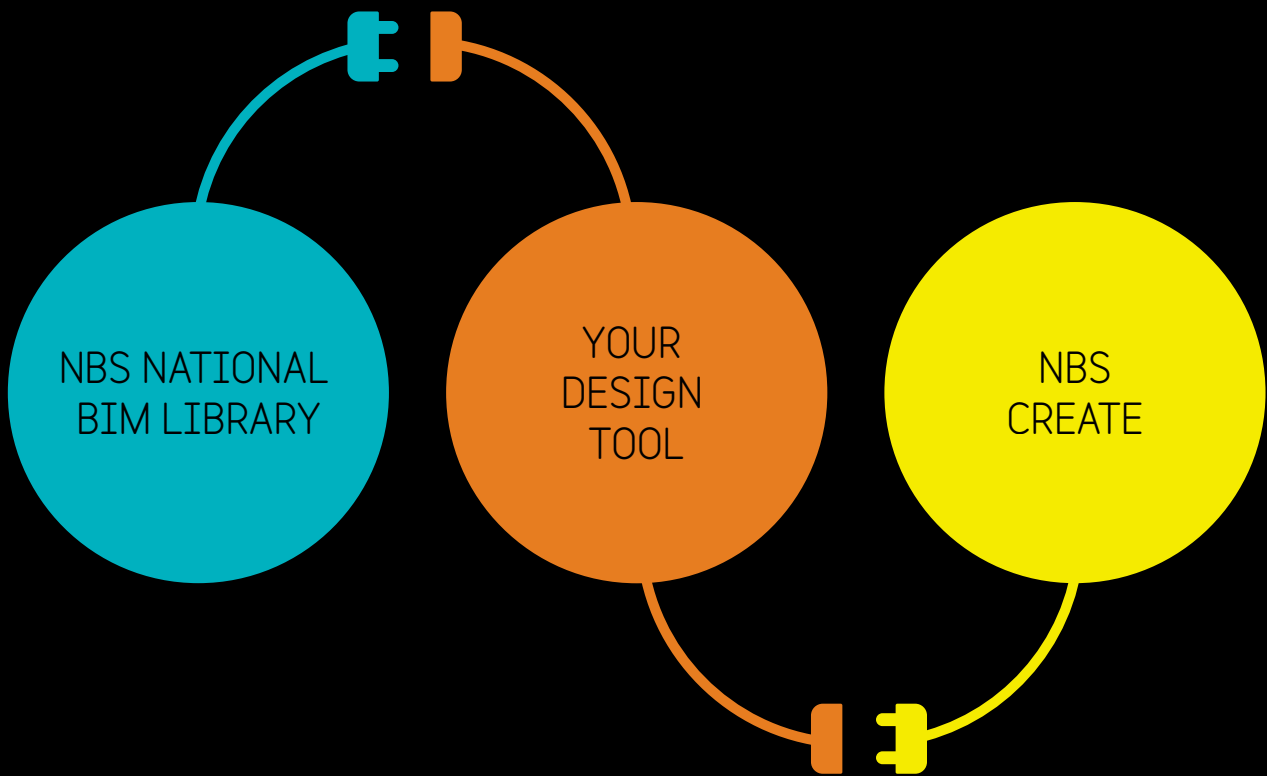 NBS NATIONAL
BIM LIBRARY
YOUR
DESIGN
TOOL
NBS
CREATE